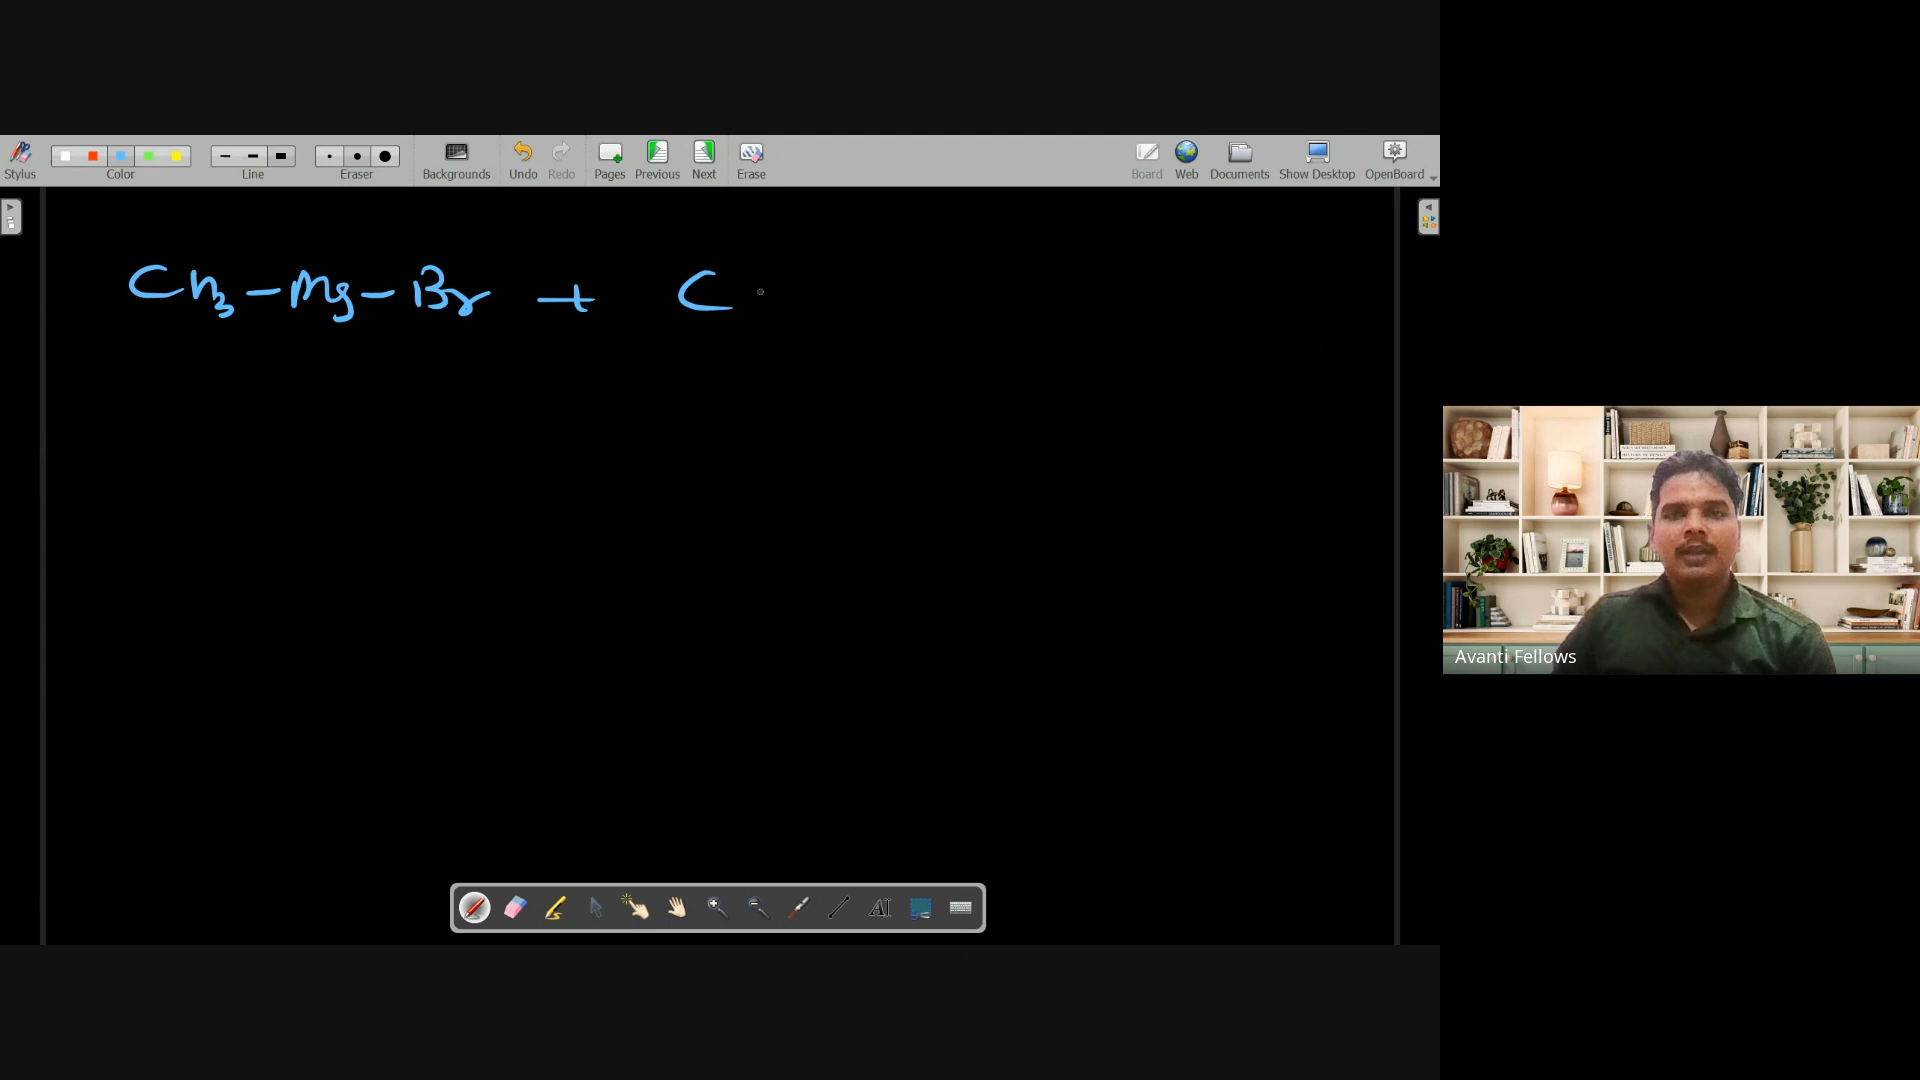 Stylus Color Line Eraser Backgrounds Undo Redo Pages Previous Next Erase Board Web Documents Show Desktop OpenBoard
CH3-Mg-Br + C
Avanti Fellows